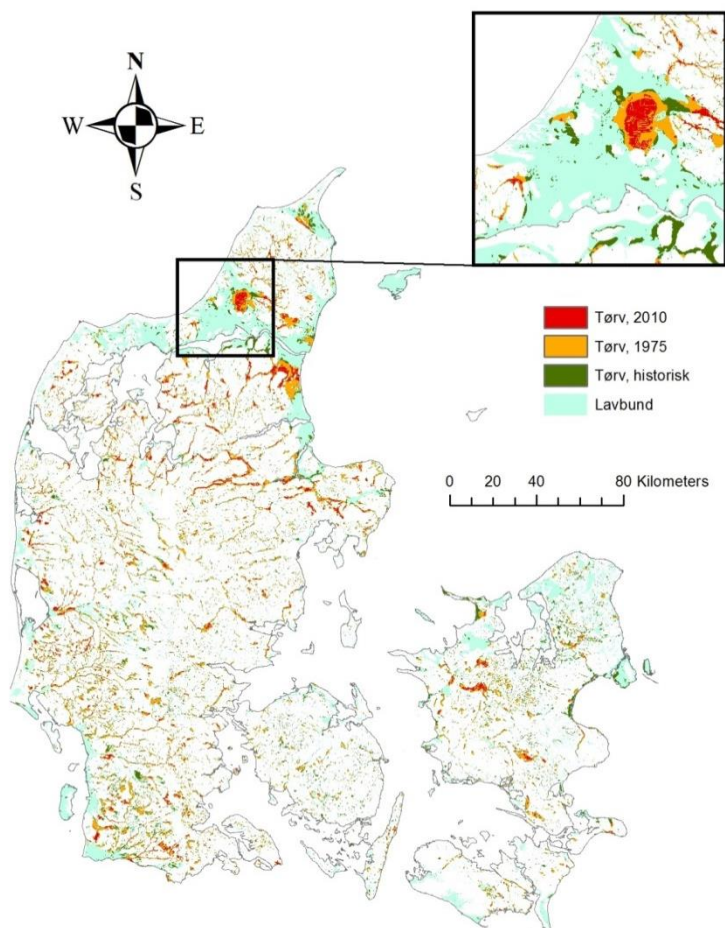 N
W E
S
Tørv, 2010
Tørv, 1975
Tørv, historisk
Lavbund
0 20 40 80 Kilometers